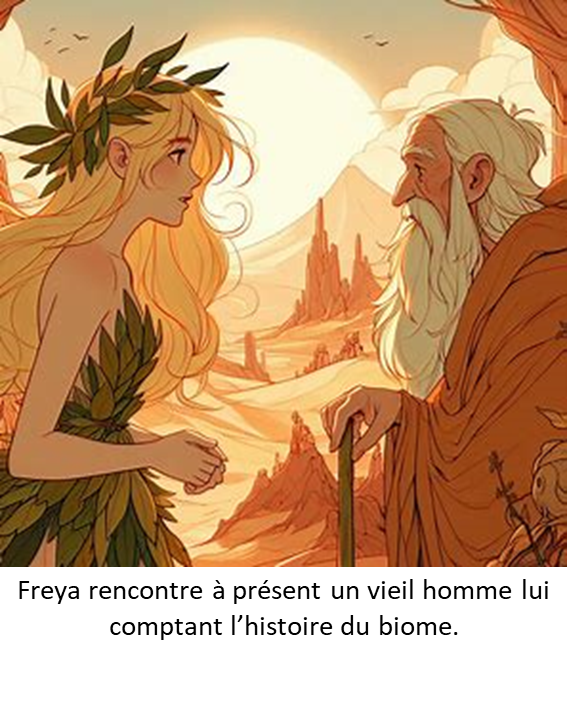 Freya rencontre à présent un vieil homme lui
comptant l’histoire du biome.